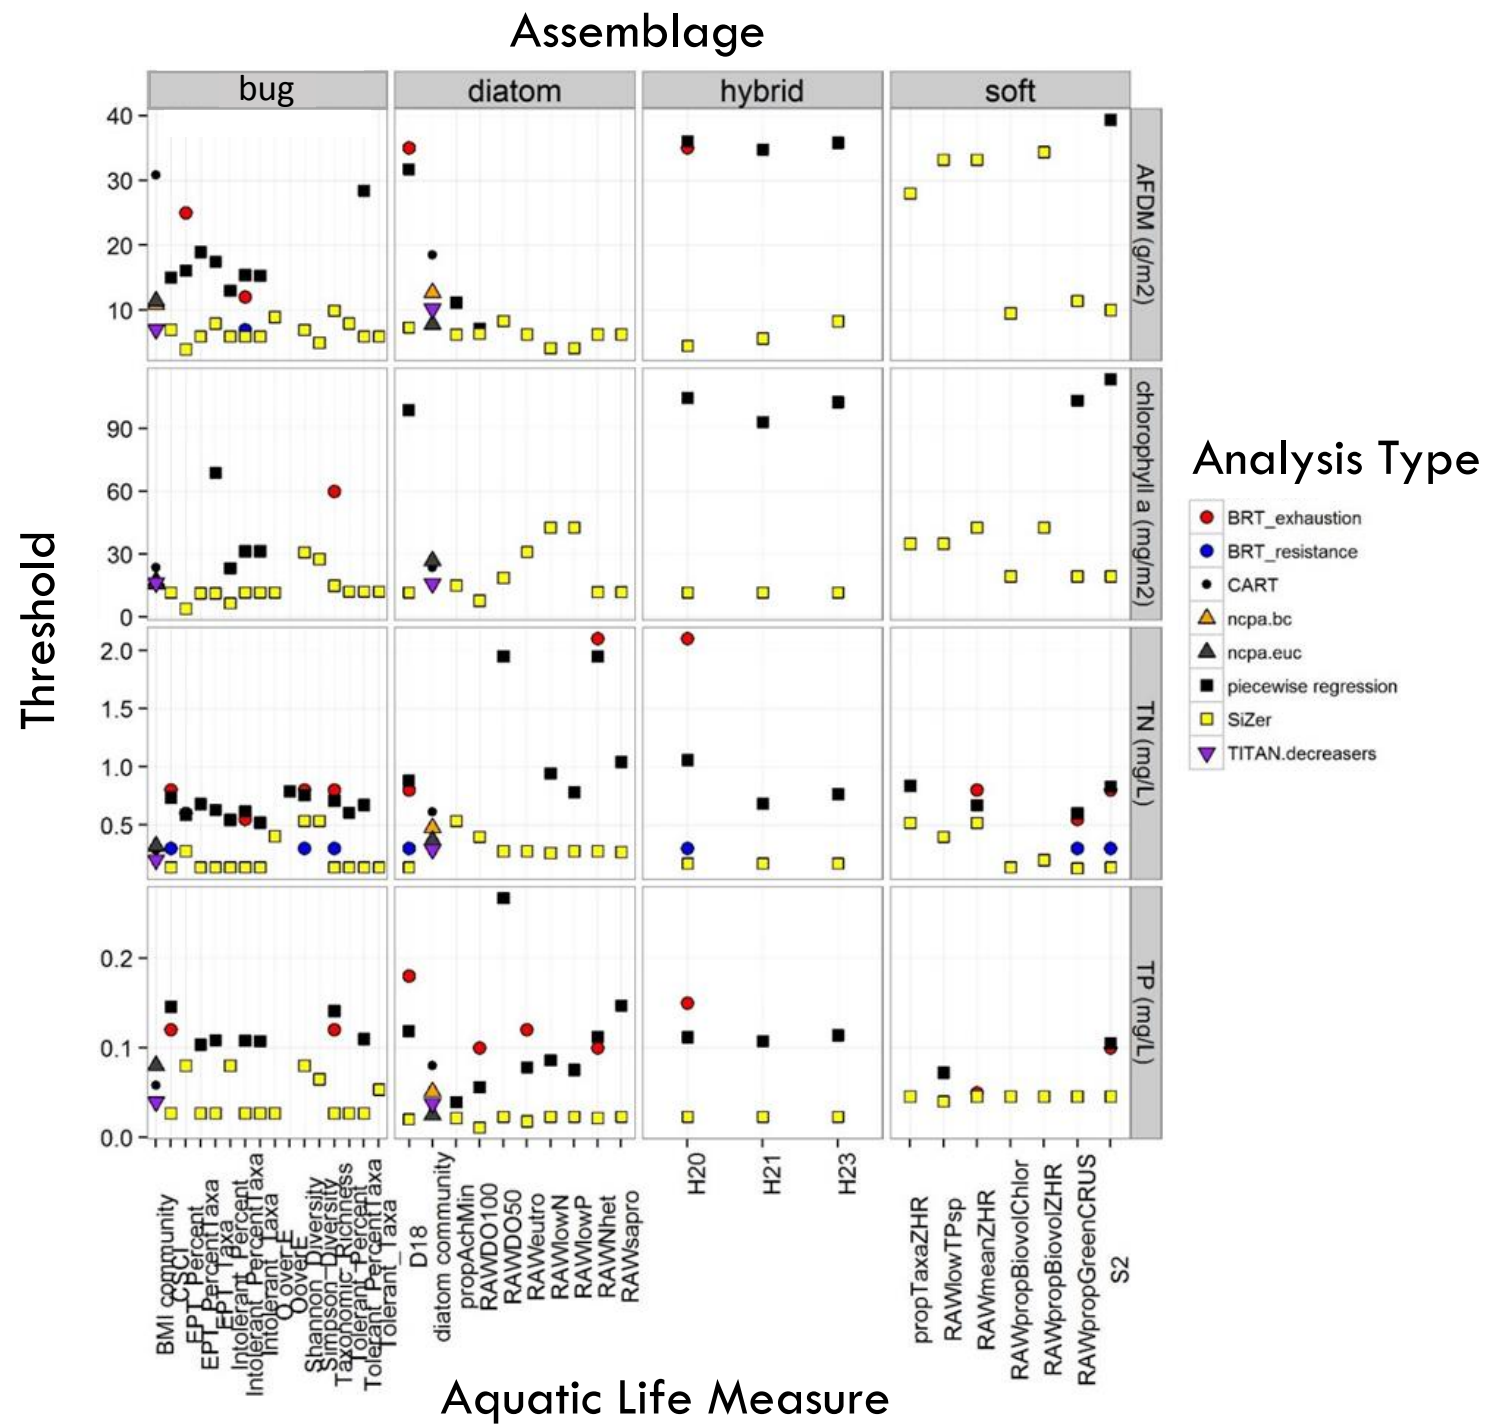 Assemblage
bug
diatom
hybrid
soft
40
30
20
10
AFDM (g/m2)
90
60
30
0
chlorophyll a (mg/m2)
2.0
1.5
1.0
0.5
TN (mg/L)
0.2
0.1
0.0
TP (mg/L)
Threshold
BMI community
CSCI
EPT_Percent
EPT_PercentTaxa
EPT_Taxa
Intolerant_Percent
Intolerant_PercentTaxa
Intolerant_Taxa
O_over_E
OoverE
Shannon_Diversity
Simpson_Diversity
Taxonomic_Richness
Tolerant_Percent
Tolerant_PercentTaxa
Tolerant_Taxa
D18
diatom community
propAchMin
RAWDO100
RAWDO50
RAWeutro
RAWlowN
RAWlowP
RAWNhet
RAWsapro
H20
H21
H23
propTaxaZHR
RAWlowTPsp
RAWmeanZHR
RAWpropBiovolChlor
RAWpropBiovolZHR
RAWpropGreenCRUS
S2
Aquatic Life Measure
Analysis Type
BRT_exhaustion
BRT_resistance
CART
ncpa.bc
ncpa.euc
piecewise regression
SiZer
TITAN.decreasers